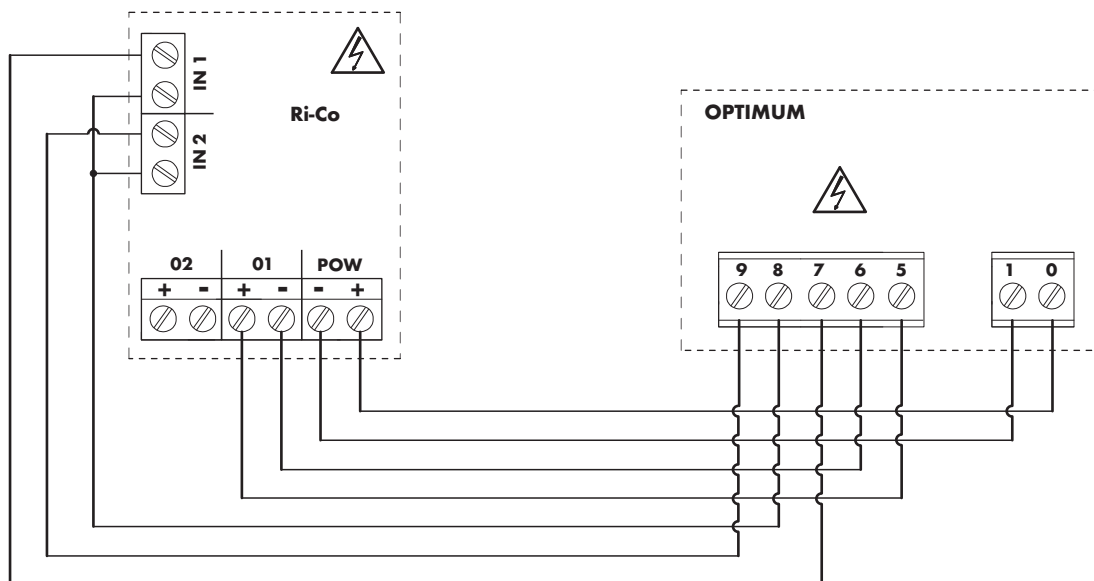 IN 1
IN 2
Ri-Co
OPTIMUM
02 01 POW
+ - + - - +
9 8 7 6 5 1 0